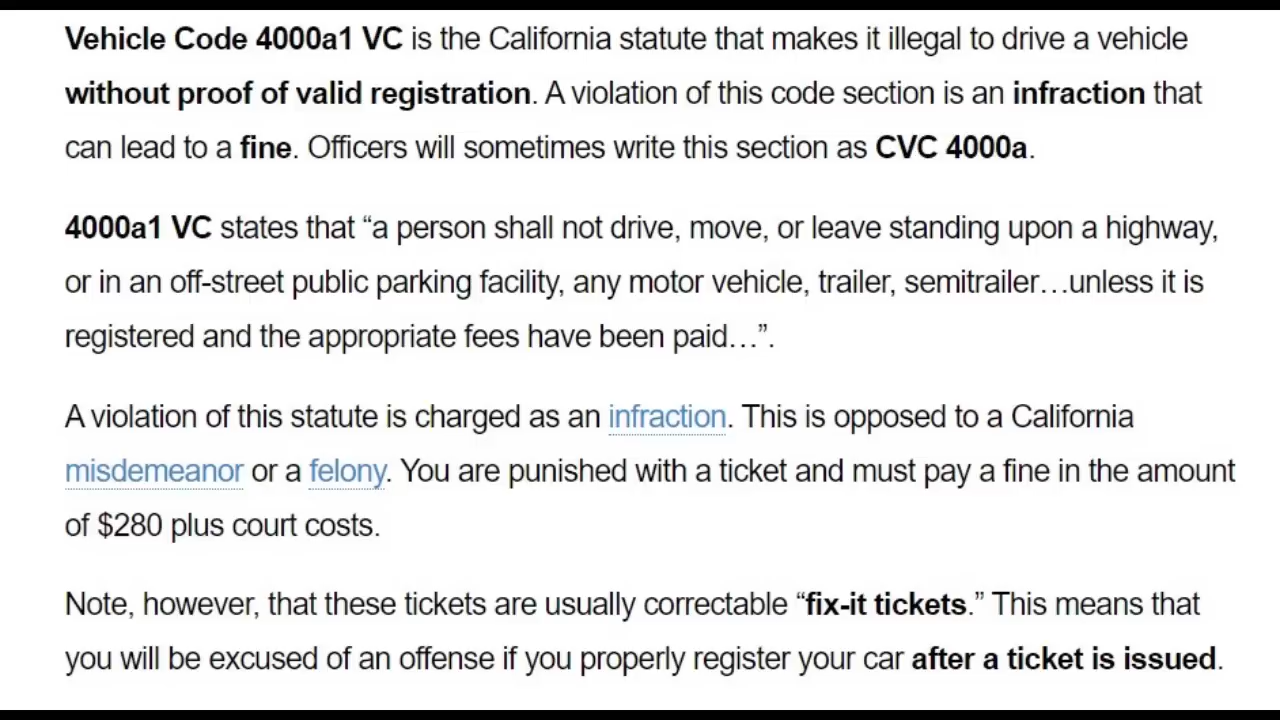 Vehicle Code 4000a1 VC is the California statute that makes it illegal to drive a vehicle
without proof of valid registration. A violation of this code section is an infraction that
can lead to a fine. Officers will sometimes write this section as CVC 4000a.
4000a1 VC states that “a person shall not drive, move, or leave standing upon a highway,
or in an off-street public parking facility, any motor vehicle, trailer, semitrailer…unless it is
registered and the appropriate fees have been paid…”.
A violation of this statute is charged as an infraction. This is opposed to a California
misdemeanor or a felony. You are punished with a ticket and must pay a fine in the amount
of $280 plus court costs.
Note, however, that these tickets are usually correctable “fix-it tickets.” This means that
you will be excused of an offense if you properly register your car after a ticket is issued.